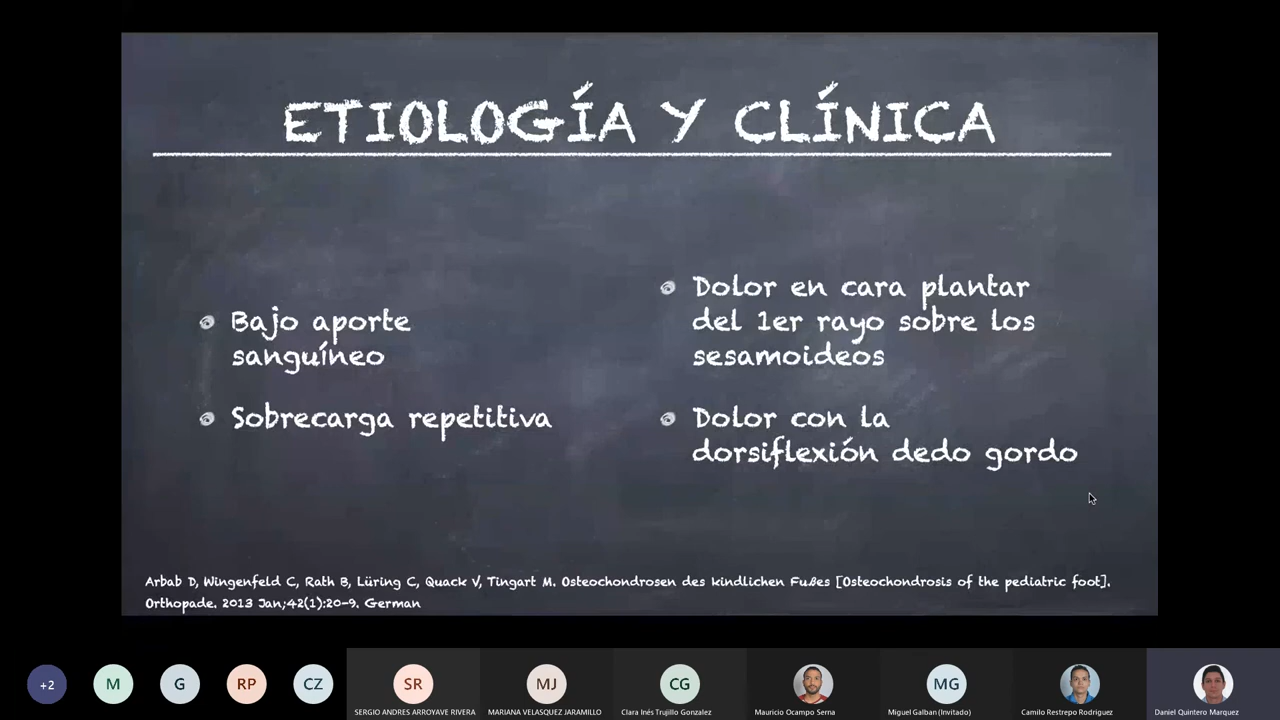 ETIOLOGÍA Y CLÍNICA
Bajo aporte
sanguíneo
Sobrecarga repetitiva
Dolor en cara plantar
del 1er rayo sobre los
sesamoideos
Dolor con la
dorsiflexión dedo gordo
Arbab D, Wingenfeld C, Rath B, Lüring C, Quack V, Tingart M. Osteochondrosen des kindlichen Fußes [Osteochondrosis of the pediatric foot].
Orthopade. 2013 Jan;42(1):20-9. German
+2
M
G
RP
CZ
SR
MJ
CG
MG
SERGIO ANDRES ARROYAVE RIVERA
MARIANA VELASQUEZ JARAMILLO
Clara Inés Trujillo Gonzalez
Mauricio Ocampo Serna
Miguel Galban (Invitado)
Camilo Restrepo Rodriguez
Daniel Quintero Marquez